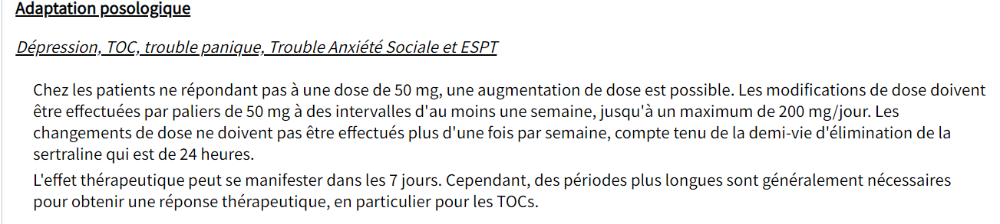 Adaptation posologique
Dépression, TOC, trouble panique, Trouble Anxiété Sociale et ESPT
Chez les patients ne répondant pas à une dose de 50 mg, une augmentation de dose est possible. Les modifications de dose doivent
être effectuées par paliers de 50 mg à des intervalles d'au moins une semaine, jusqu'à un maximum de 200 mg/jour. Les
changements de dose ne doivent pas être effectués plus d'une fois par semaine, compte tenu de la demi-vie d'élimination de la
sertraline qui est de 24 heures.
L'effet thérapeutique peut se manifester dans les 7 jours. Cependant, des périodes plus longues sont généralement nécessaires
pour obtenir une réponse thérapeutique, en particulier pour les TOCs.